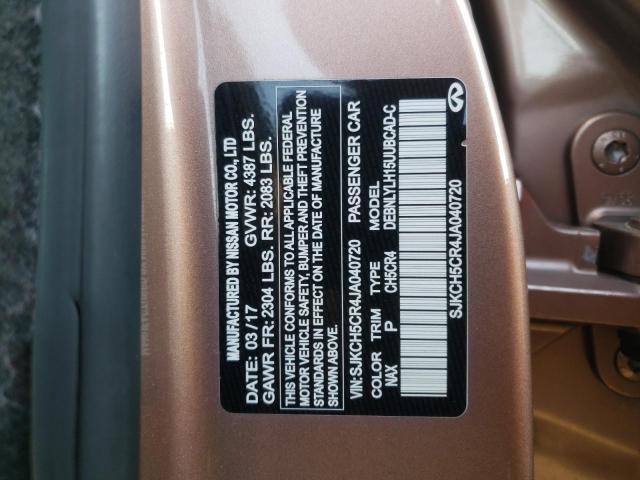 MANUFACTURED BY NISSAN MOTOR CO., LTD
DATE: 03/17 GVWR: 4387 LBS.
GAWR FR: 2304 LBS. RR: 2083 LBS.
THIS VEHICLE CONFORMS TO ALL APPLICABLE FEDERAL
MOTOR VEHICLE SAFETY, BUMPER AND THEFT PREVENTION
STANDARDS IN EFFECT ON THE DATE OF MANUFACTURE
SHOWN ABOVE.
VIN: SJKCH5CR4JA040720 PASSENGER CAR
COLOR TRIM TYPE MODEL
NAX P CH5CR4 DEBNLYLH15UUBCAD-C
SJKCH5CR4JA040720